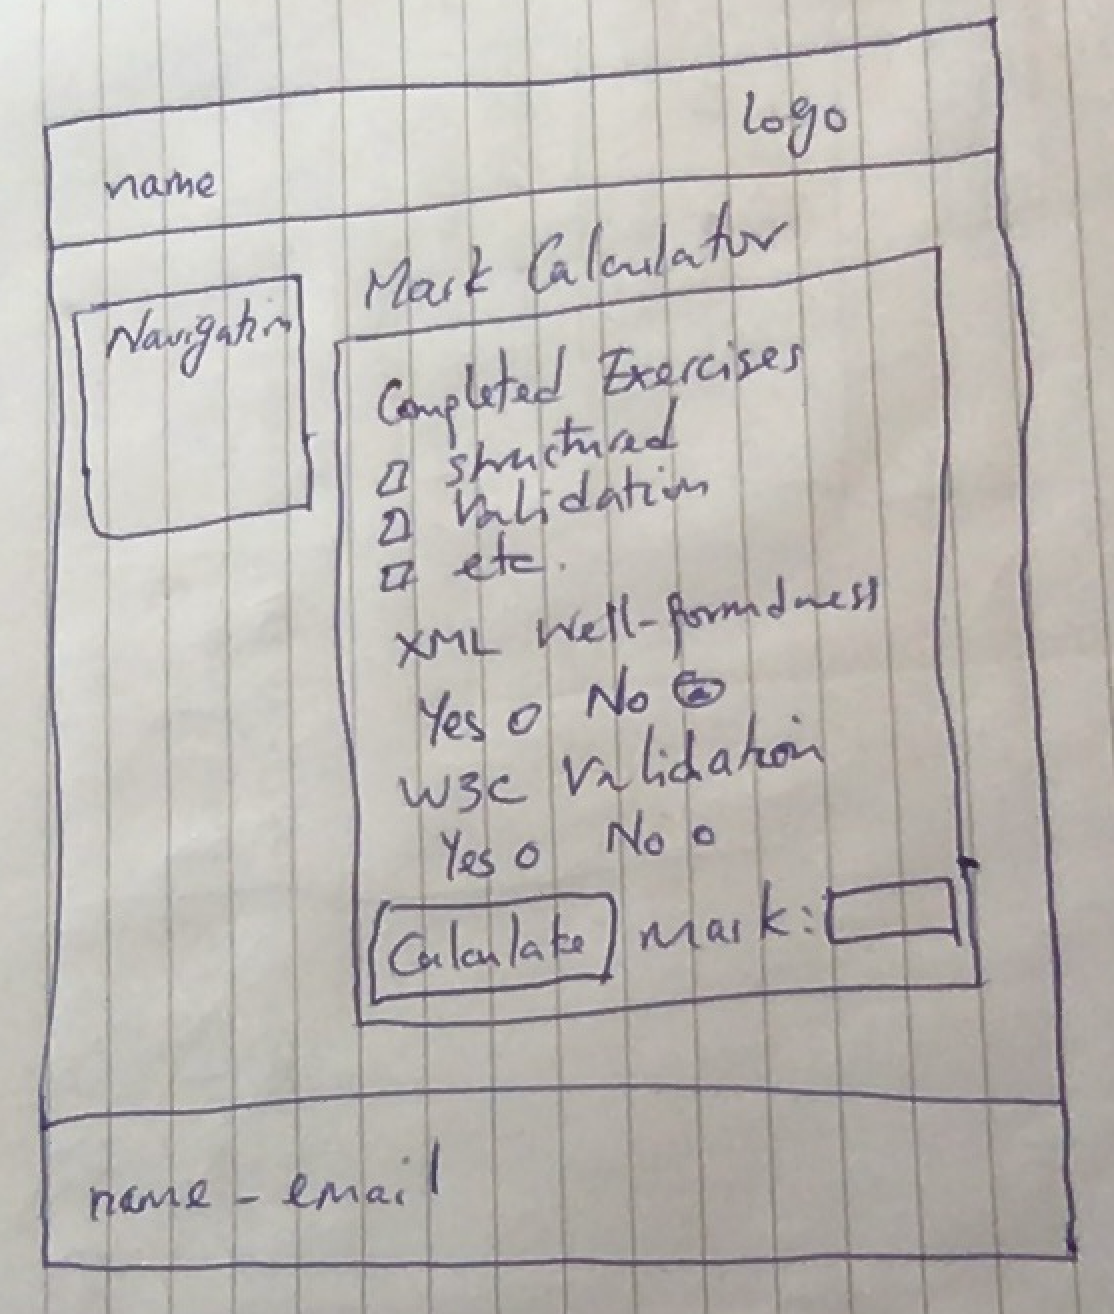 logo
name
Mark Calculator
Navigation
Completed Exercises
structured
Validation
etc.
XML Well-formdness
Yes No
W3C Validation
Yes No
Calculate mark:
name - email